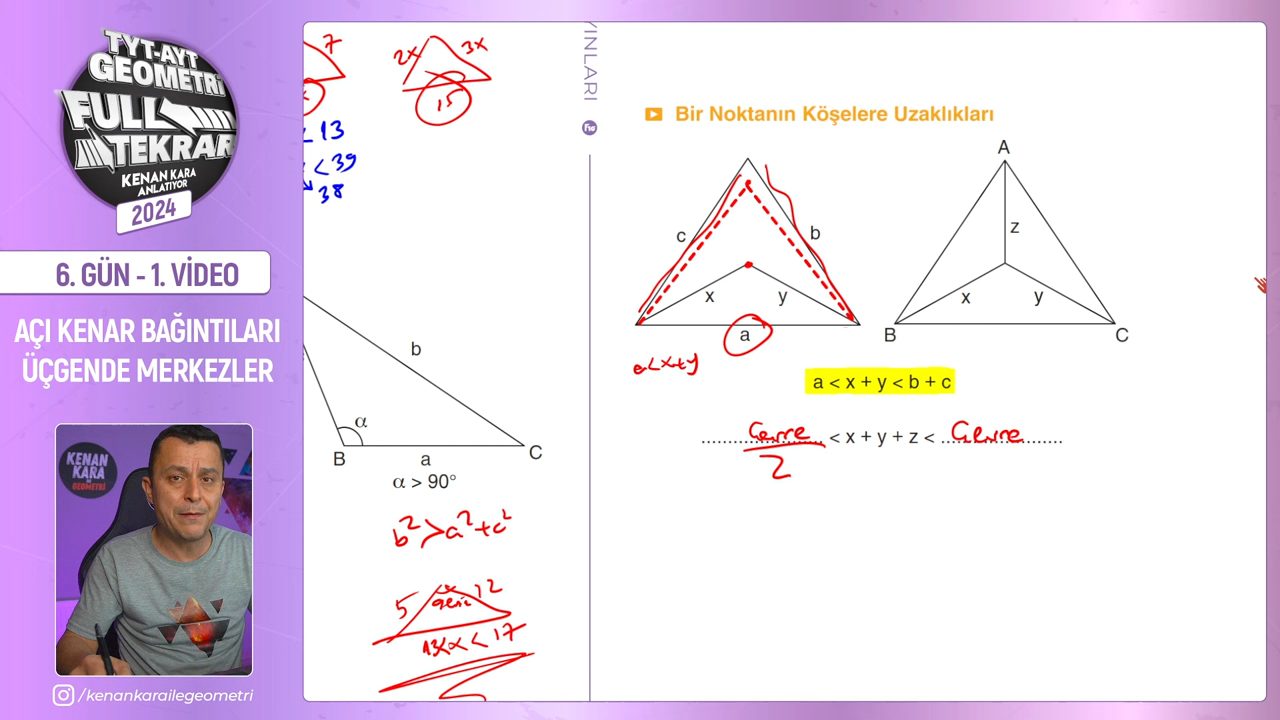 TYT-AYT
GEOMETRİ
FULL
TEKRAR
KENAN KARA
ANLATIYOR
2024
6. GÜN - 1. VİDEO
AÇI KENAR BAĞINTILARI
ÜÇGENDE MERKEZLER
KENAN
KARA
GEOMETRİ
/kenankarailegeometri
7
2x
3x
15
< 13
< 39
38
b
α
B
a
C
α > 90°
b² > a² + c²
5
geniş
12
13<x < 17
YINLARI
Bir Noktanın Köşelere Uzaklıkları
c
b
x
y
a
a<x+y
A
z
x
y
B
C
a < x + y < b + c
Çevre/2 < x + y + z < Çevre